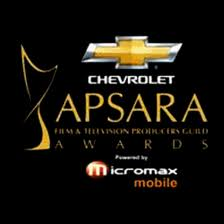 CHEVROLET
APSARA
FILM & TELEVISION PRODUCERS GUILD
AWARDS
Powered by
Micromax
mobile